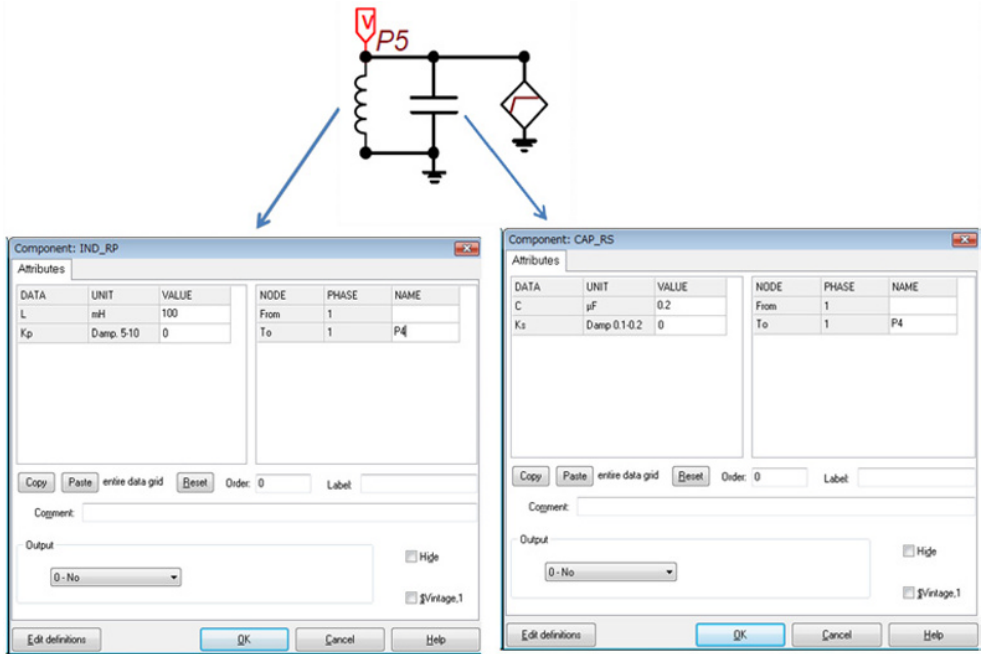 V
P5
Component: IND_RP
Attributes
DATA UNIT VALUE
L mH 100
Kp Damp. 5-10 0
NODE PHASE NAME
From 1
To 1 P4
Copy Paste entire data grid Reset Order: 0 Label:
Comment:
Output
0 - No
Hide
$Vintage,1
Edit definitions OK Cancel Help
Component: CAP_RS
Attributes
DATA UNIT VALUE
C µF 0.2
Ks Damp 0.1-0.2 0
NODE PHASE NAME
From 1
To 1 P4
Copy Paste entire data grid Reset Order: 0 Label:
Comment:
Output
0 - No
Hide
$Vintage,1
Edit definitions OK Cancel Help